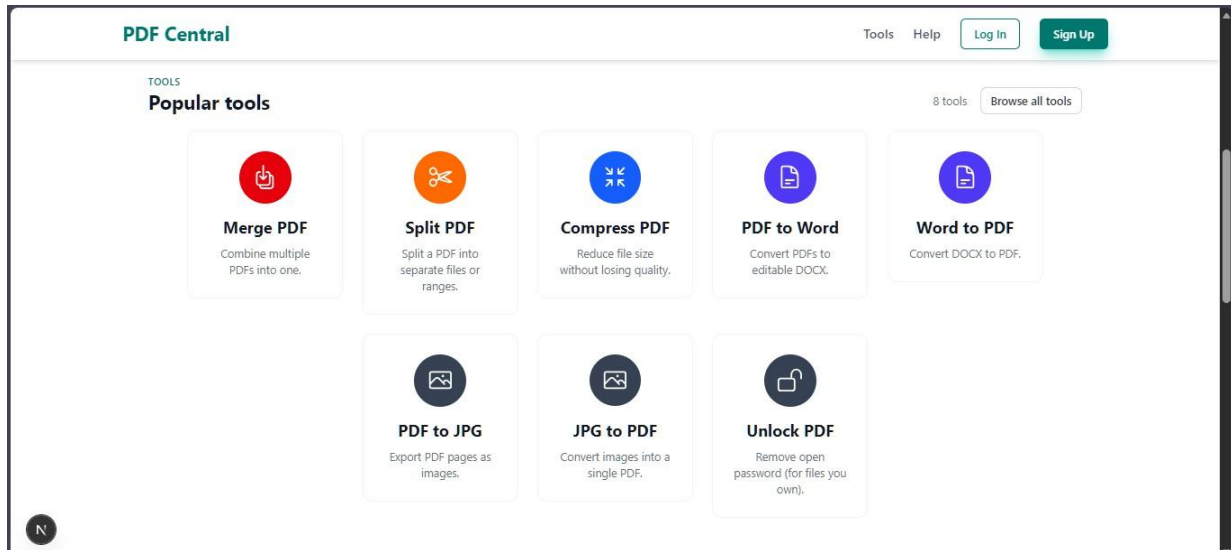 PDF Central
Tools
Help
Log In
Sign Up
TOOLS
Popular tools
8 tools
Browse all tools
Merge PDF
Combine multiple
PDFs into one.
Split PDF
Split a PDF into
separate files or
ranges.
Compress PDF
Reduce file size
without losing quality.
PDF to Word
Convert PDFs to
editable DOCX.
Word to PDF
Convert DOCX to PDF.
PDF to JPG
Export PDF pages as
images.
JPG to PDF
Convert images into a
single PDF.
Unlock PDF
Remove open
password (for files you
own).
N